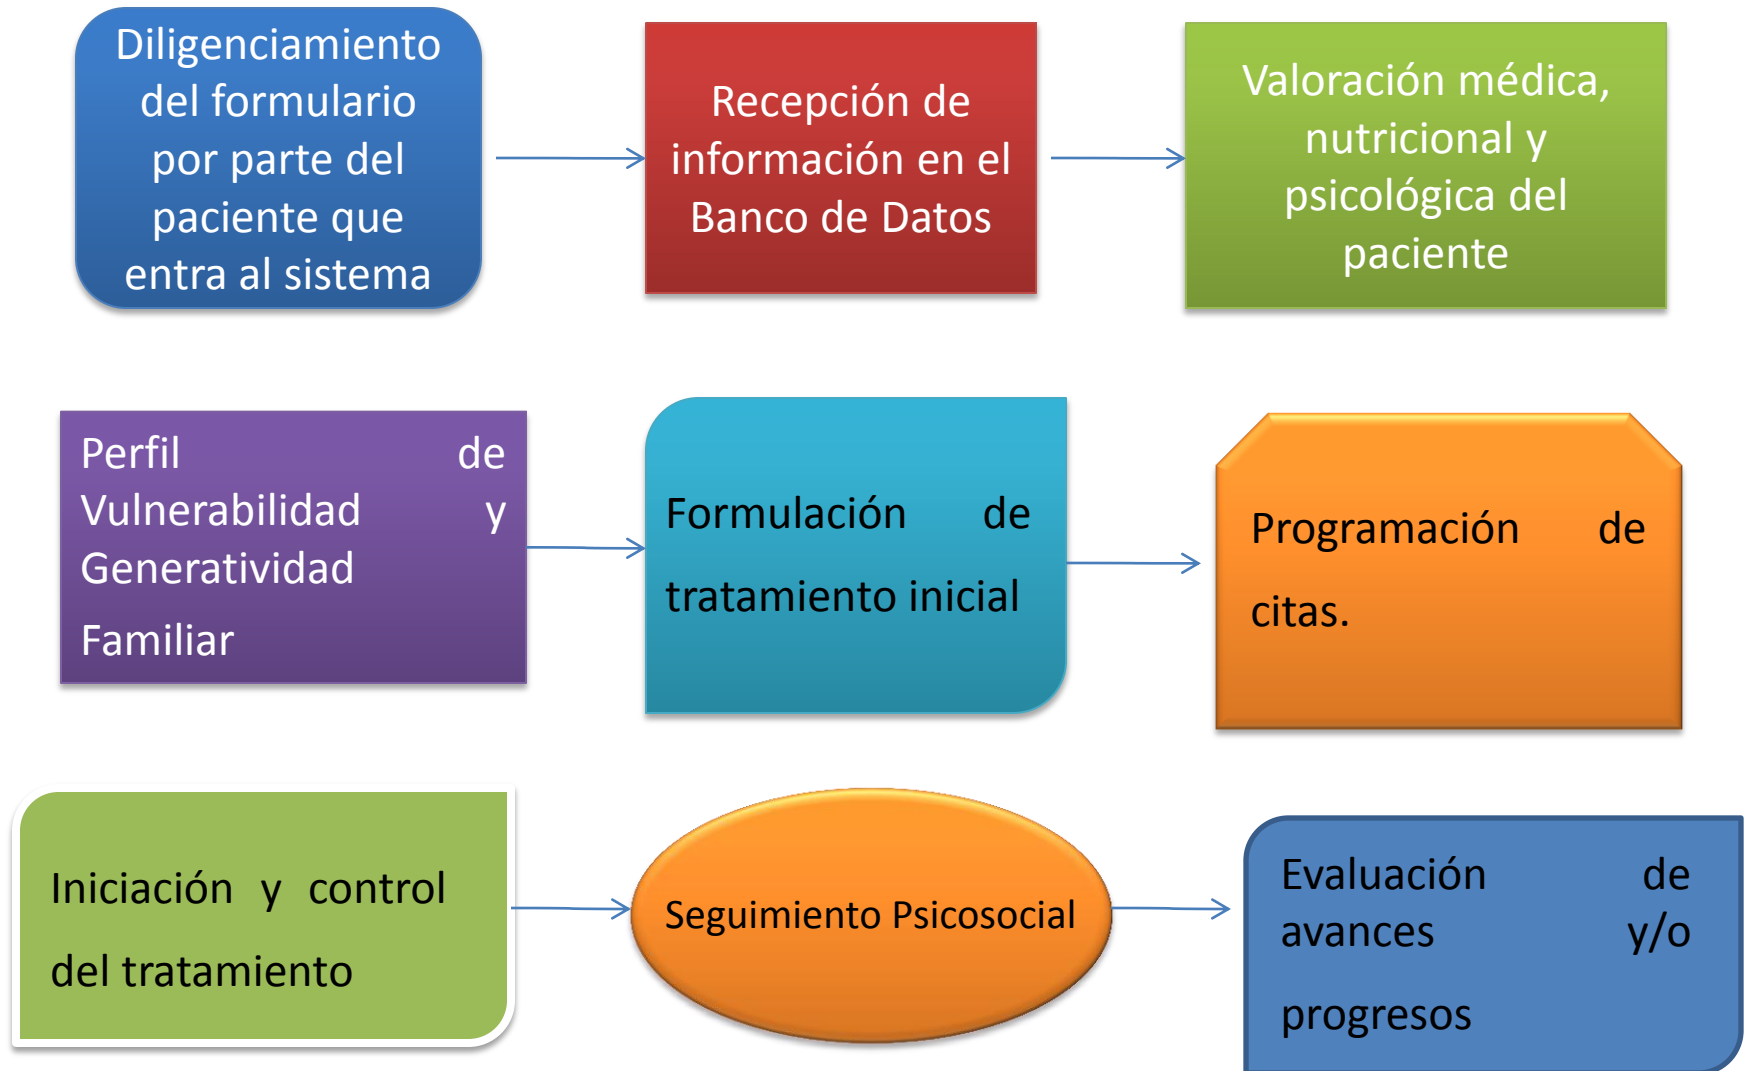 Diligenciamiento
del formulario
por parte del
paciente que
entra al sistema
Recepción de
información en el
Banco de Datos
Valoración médica,
nutricional y
psicológica del
paciente
Perfil de
Vulnerabilidad y
Generatividad
Familiar
Formulación de
tratamiento inicial
Programación de
citas.
Iniciación y control
del tratamiento
Seguimiento Psicosocial
Evaluación de
avances y/o
progresos